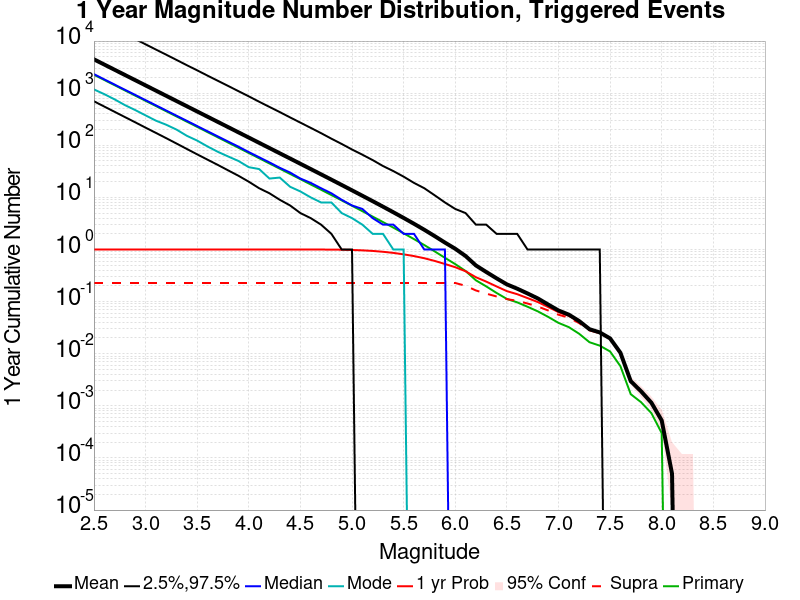 1 Year Magnitude Number Distribution, Triggered Events
1 Year Cumulative Number
10^4
10^3
10^2
10^1
10^0
10^-1
10^-2
10^-3
10^-4
10^-5
2.5 3.0 3.5 4.0 4.5 5.0 5.5 6.0 6.5 7.0 7.5 8.0 8.5 9.0
Magnitude
Mean 2.5%,97.5% Median Mode 1 yr Prob 95% Conf Supra Primary